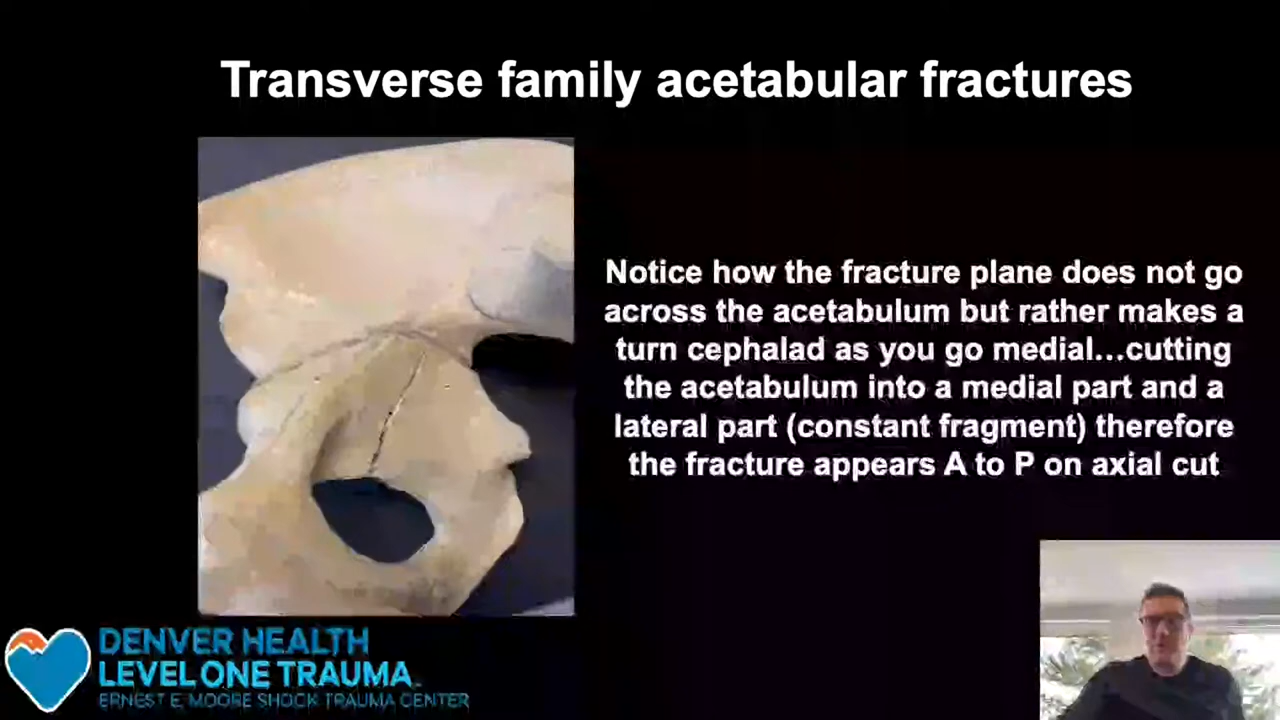 Transverse family acetabular fractures
Notice how the fracture plane does not go
across the acetabulum but rather makes a
turn cephalad as you go medial...cutting
the acetabulum into a medial part and a
lateral part (constant fragment) therefore
the fracture appears A to P on axial cut
DENVER HEALTH
LEVEL ONE TRAUMA
ERNEST E. MOORE SHOCK TRAUMA CENTER